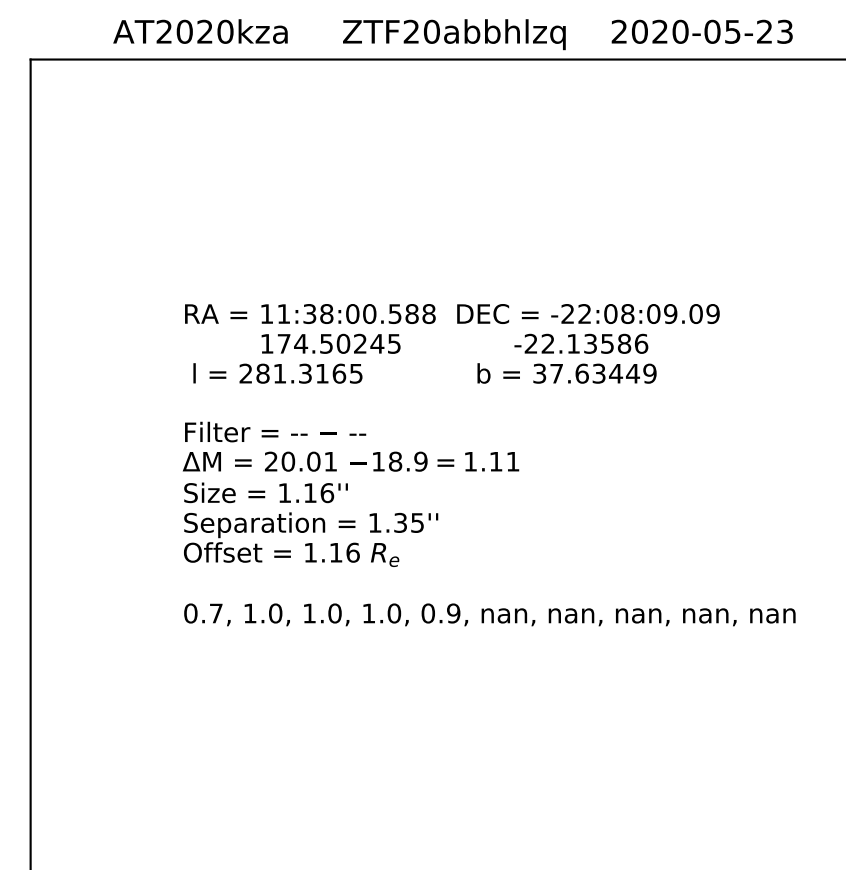 AT2020kza ZTF20abbhlzq 2020-05-23
RA = 11:38:00.588 DEC = -22:08:09.09
174.50245 -22.13586
l = 281.3165 b = 37.63449
Filter = -- − --
ΔM = 20.01 −18.9 = 1.11
Size = 1.16''
Separation = 1.35''
Offset = 1.16 Re
0.7, 1.0, 1.0, 1.0, 0.9, nan, nan, nan, nan, nan